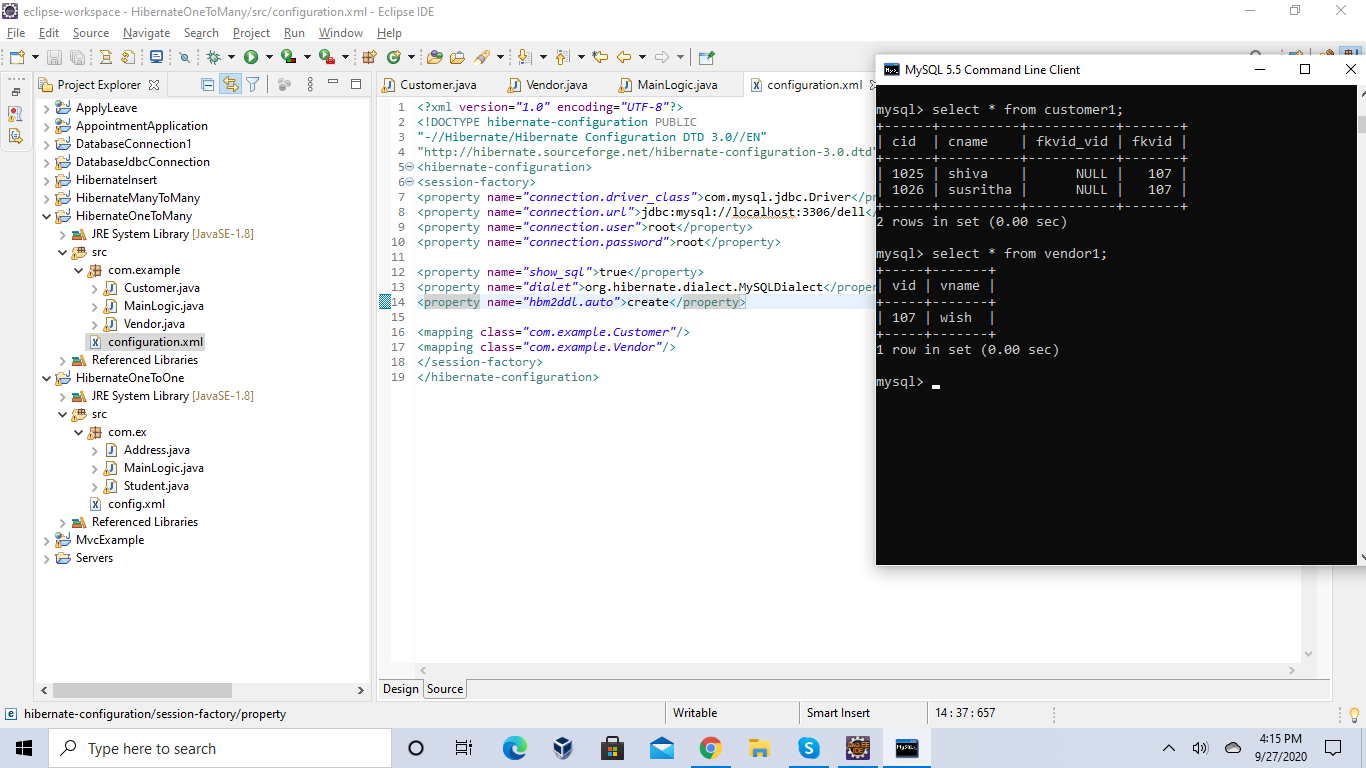 eclipse-workspace - HibernateOneToMany/src/configuration.xml - Eclipse IDE
File Edit Source Navigate Search Project Run Window Help
Project Explorer
ApplyLeave
AppointmentApplication
DatabaseConnection1
DatabaseJdbcConnection
HibernateInsert
HibernateManyToMany
HibernateOneToMany
JRE System Library [JavaSE-1.8]
src
com.example
Customer.java
MainLogic.java
Vendor.java
configuration.xml
Referenced Libraries
HibernateOneToOne
JRE System Library [JavaSE-1.8]
src
com.ex
Address.java
MainLogic.java
Student.java
config.xml
Referenced Libraries
MvcExample
Servers
Customer.java Vendor.java MainLogic.java configuration.xml
1 <?xml version="1.0" encoding="UTF-8"?>
2 <!DOCTYPE hibernate-configuration PUBLIC
3 "-//Hibernate/Hibernate Configuration DTD 3.0//EN"
4 "http://hibernate.sourceforge.net/hibernate-configuration-3.0.dtd"
5 <hibernate-configuration>
6 <session-factory>
7 <property name="connection.driver_class">com.mysql.jdbc.Driver</p
8 <property name="connection.url">jdbc:mysql://localhost:3306/dell<
9 <property name="connection.user">root</property>
10 <property name="connection.password">root</property>
11
12 <property name="show_sql">true</property>
13 <property name="dialet">org.hibernate.dialect.MySQLDialect</prope
14 <property name="hbm2ddl.auto">create</property>
15
16 <mapping class="com.example.Customer"/>
17 <mapping class="com.example.Vendor"/>
18 </session-factory>
19 </hibernate-configuration>
Design Source
MySQL 5.5 Command Line Client
mysql> select * from customer1;
+------+----------+-----------+-------+
| cid | cname | fkvid_vid | fkvid |
+------+----------+-----------+-------+
| 1025 | shiva | NULL | 107 |
| 1026 | susritha | NULL | 107 |
+------+----------+-----------+-------+
2 rows in set (0.00 sec)
mysql> select * from vendor1;
+-----+-------+
| vid | vname |
+-----+-------+
| 107 | wish |
+-----+-------+
1 row in set (0.00 sec)
mysql>
hibernate-configuration/session-factory/property Writable Smart Insert 14 : 37 : 657
Type here to search
4:15 PM
9/27/2020